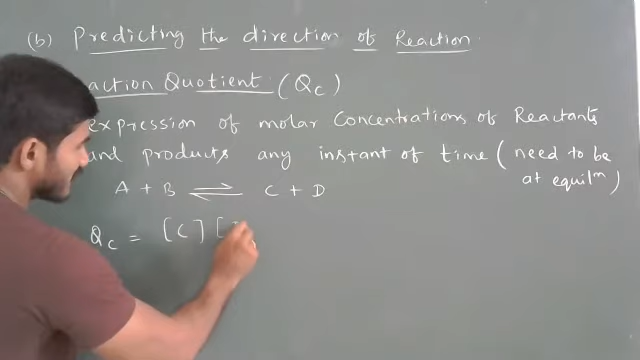 (b) Predicting the direction of Reaction
action Quotient (Qc)
expression of molar Concentrations of Reactants
and products any instant of time (need to be
at equilm)
A + B ⇌ C + D
Qc = [C] [